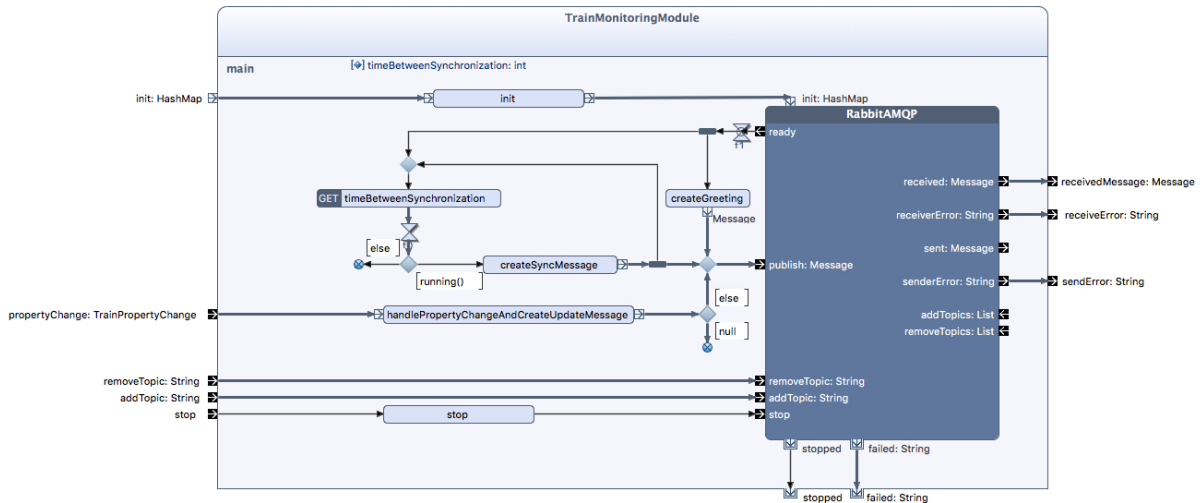 TrainMonitoringModule
main
timeBetweenSynchronization: int
init: HashMap
init
init: HashMap
RabbitAMQP
ready
GET timeBetweenSynchronization
createGreeting
Message
received: Message
receivedMessage: Message
receiverError: String
receiveError: String
[else]
sent: Message
createSyncMessage
publish: Message
[running()]
senderError: String
sendError: String
[else]
propertyChange: TrainPropertyChange
handlePropertyChangeAndCreateUpdateMessage
addTopics: List
[null]
removeTopics: List
removeTopic: String
removeTopic: String
addTopic: String
addTopic: String
stop
stop
stop
stopped
failed: String
stopped
failed: String